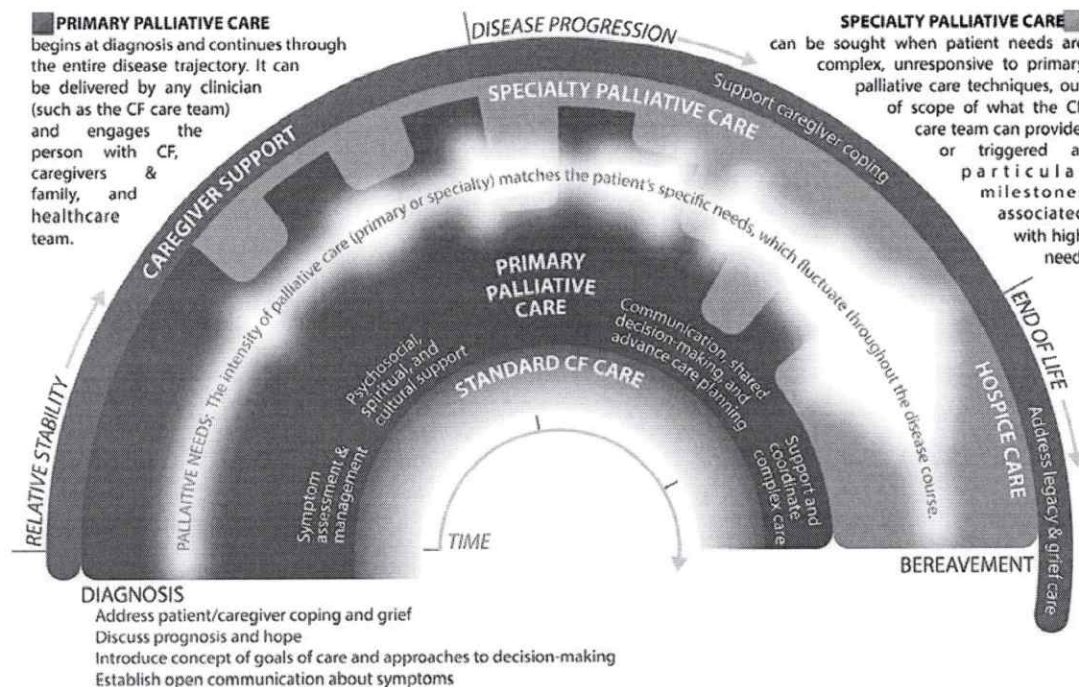 PRIMARY PALLIATIVE CARE
begins at diagnosis and continues through
the entire disease trajectory. It can
be delivered by any clinician
(such as the CF care team)
and engages the
person with CF,
caregivers &
family, and
healthcare
team.
DISEASE PROGRESSION
SPECIALTY PALLIATIVE CARE
can be sought when patient needs are
complex, unresponsive to primary
palliative care techniques, ou
of scope of what the CF
care team can provide
or triggered a
particula
milestone
associated
with high
need
RELATIVE STABILITY
CAREGIVER SUPPORT
Support caregiver coping
END OF LIFE
Address legacy & grief care
SPECIALTY PALLIATIVE CARE
HOSPICE CARE
PALLAITIVE NEEDS: The intensity of palliative care (primary or specialty) matches the patient's specific needs, which fluctuate throughout the disease course.
PRIMARY
PALLIATIVE
CARE
Symptom
assessment &
management
Psychosocial,
spiritual, and
cultural support
Communication, shared
decision-making, and
advance care planning
Support and
coordinate
complex care
STANDARD CF CARE
TIME
BEREAVEMENT
DIAGNOSIS
Address patient/caregiver coping and grief
Discuss prognosis and hope
Introduce concept of goals of care and approaches to decision-making
Establish open communication about symptoms